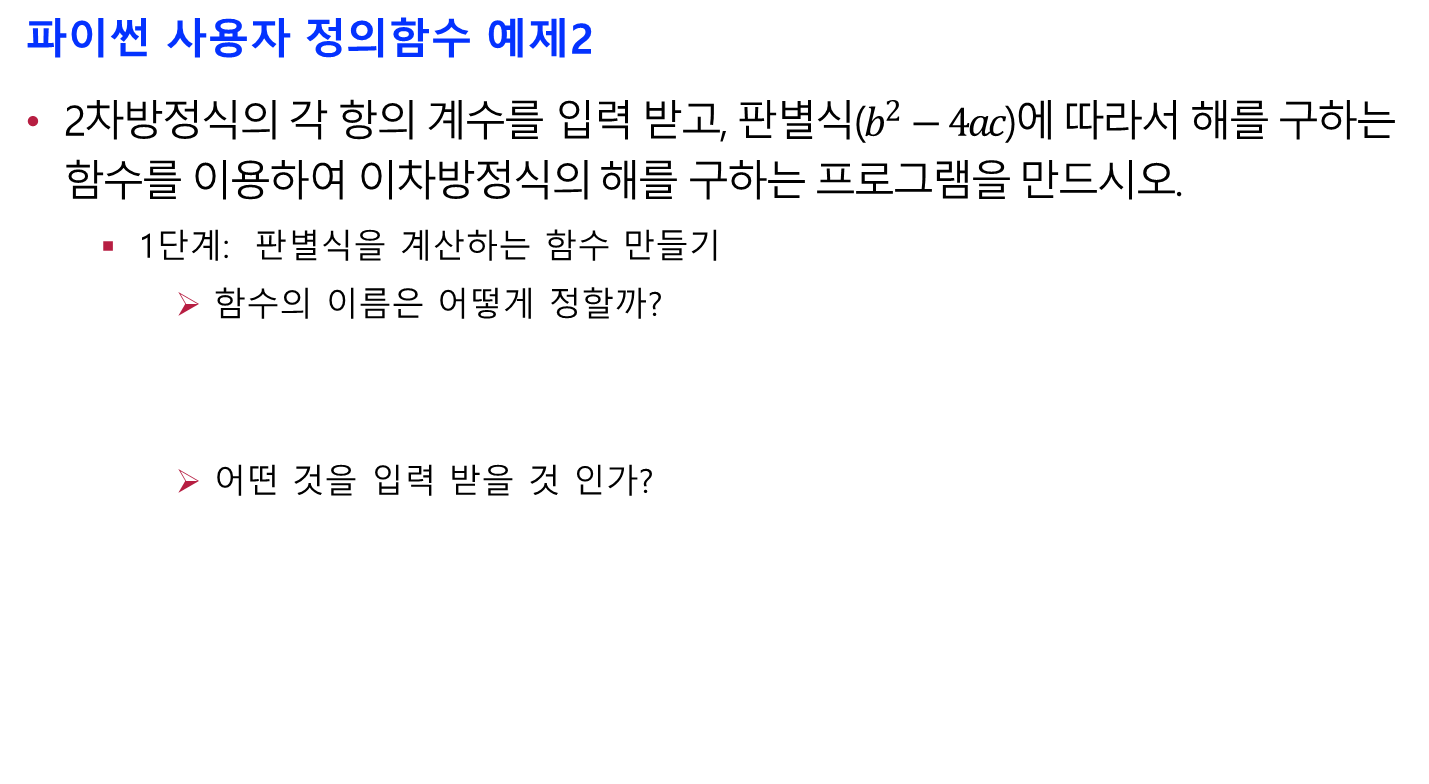 파이썬 사용자 정의함수 예제2
• 2차방정식의 각 항의 계수를 입력 받고, 판별식(b² − 4ac)에 따라서 해를 구하는
함수를 이용하여 이차방정식의 해를 구하는 프로그램을 만드시오.
▪ 1단계: 판별식을 계산하는 함수 만들기
➢ 함수의 이름은 어떻게 정할까?
➢ 어떤 것을 입력 받을 것 인가?